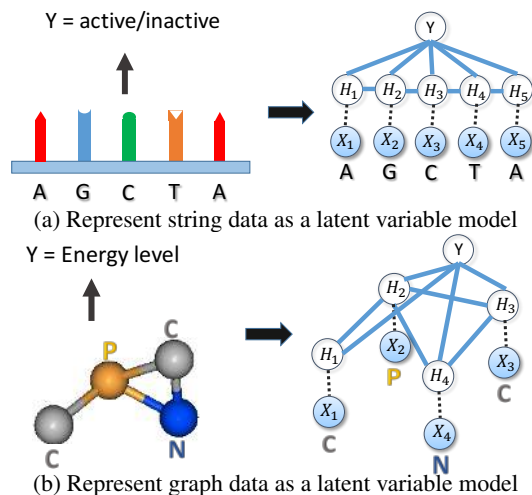 Y = active/inactive
Y
H₁ H₂ H₃ H₄ H₅
X₁ X₂ X₃ X₄ X₅
A G C T A
A G C T A
(a) Represent string data as a latent variable model
Y = Energy level
Y
H₂
H₃
C
P
H₁
X₂
H₄
X₃
P
C
X₁
C
N
C
X₄
N
(b) Represent graph data as a latent variable model